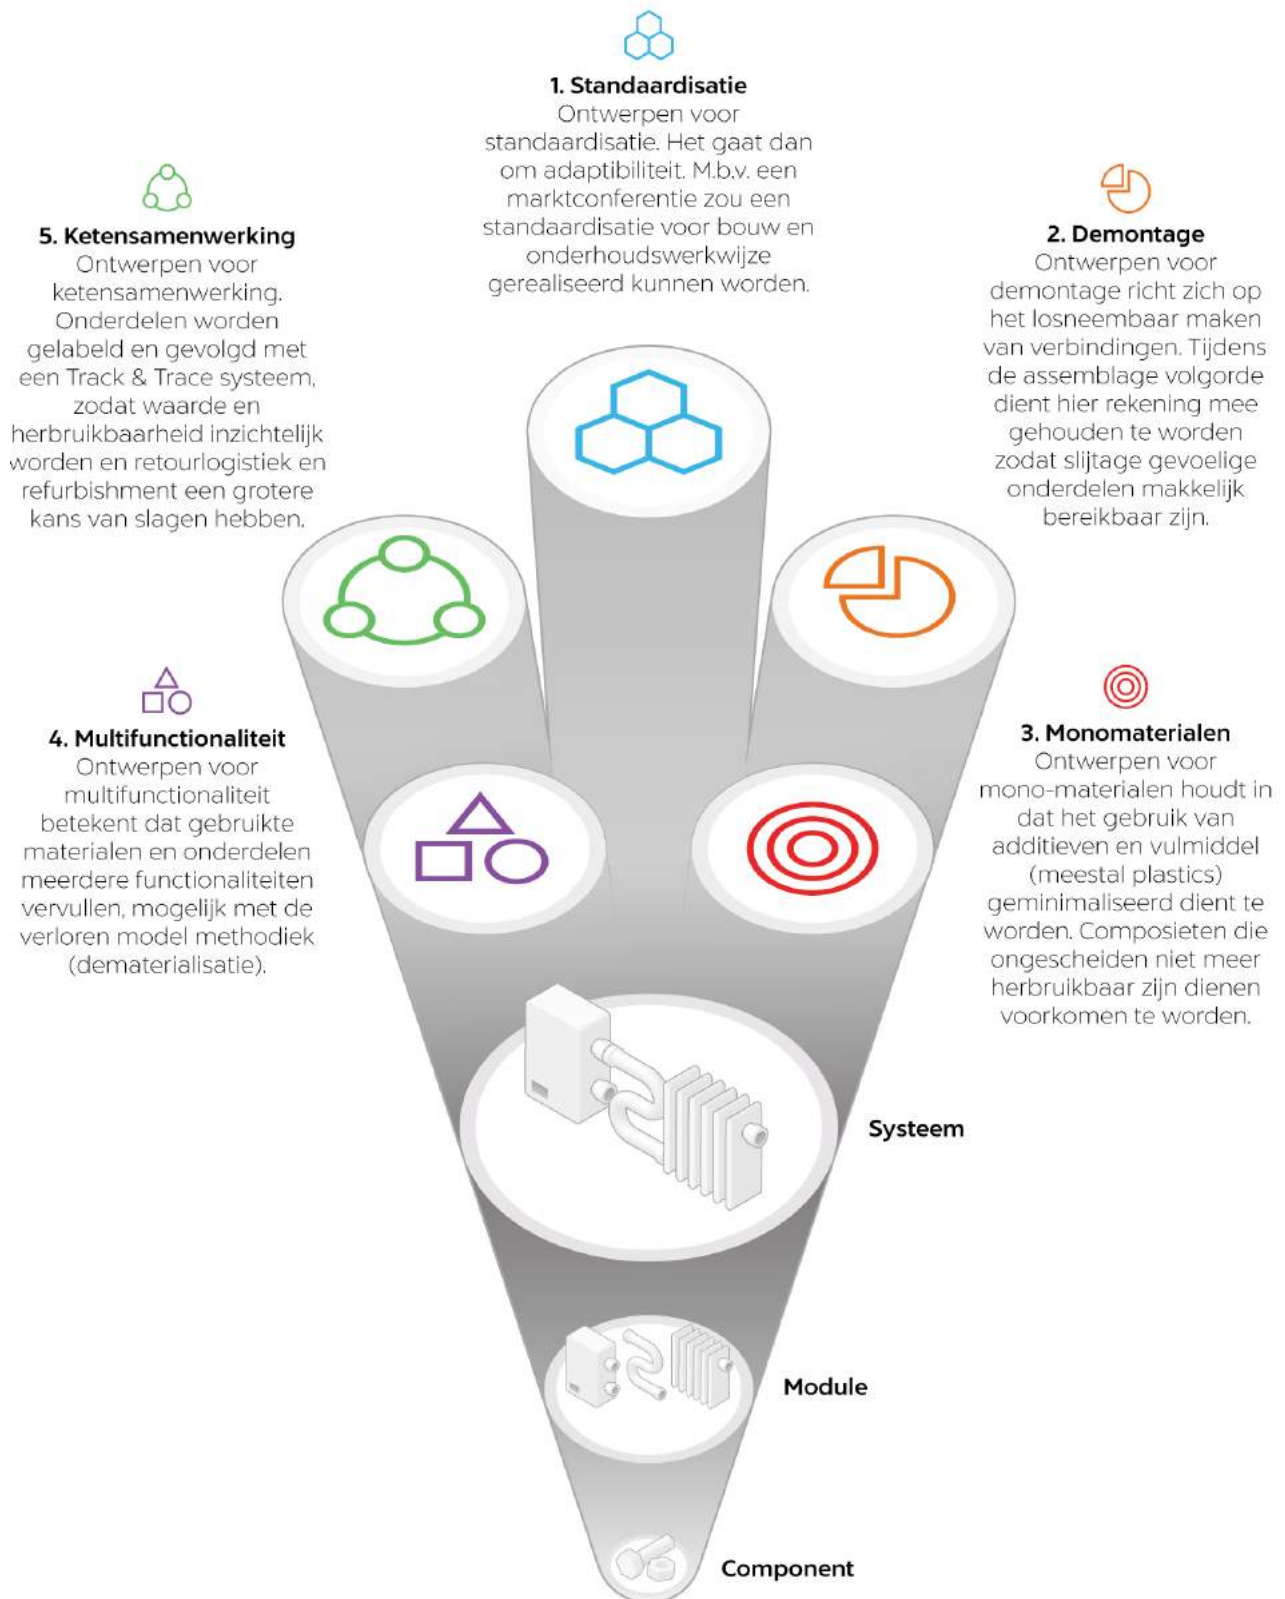 1. Standaardisatie
Ontwerpen voor
standaardisatie. Het gaat dan
om adaptibiliteit. M.b.v. een
marktconferentie zou een
standaardisatie voor bouw en
onderhoudswerkwijze
gerealiseerd kunnen worden.
2. Demontage
Ontwerpen voor
demontage richt zich op
het losneembaar maken
van verbindingen. Tijdens
de assemblage volgorde
dient hier rekening mee
gehouden te worden
zodat slijtage gevoelige
onderdelen makkelijk
bereikbaar zijn.
3. Monomaterialen
Ontwerpen voor
mono-materialen houdt in
dat het gebruik van
additieven en vulmiddel
(meestal plastics)
geminimaliseerd dient te
worden. Composieten die
ongescheiden niet meer
herbruikbaar zijn dienen
voorkomen te worden.
4. Multifunctionaliteit
Ontwerpen voor
multifunctionaliteit
betekent dat gebruikte
materialen en onderdelen
meerdere functionaliteiten
vervullen, mogelijk met de
verloren model methodiek
(dematerialisatie).
5. Ketensamenwerking
Ontwerpen voor
ketensamenwerking.
Onderdelen worden
gelabeld en gevolgd met
een Track & Trace systeem,
zodat waarde en
herbruikbaarheid inzichtelijk
worden en retourlogistiek en
refurbishment een grotere
kans van slagen hebben.
Systeem
Module
Component